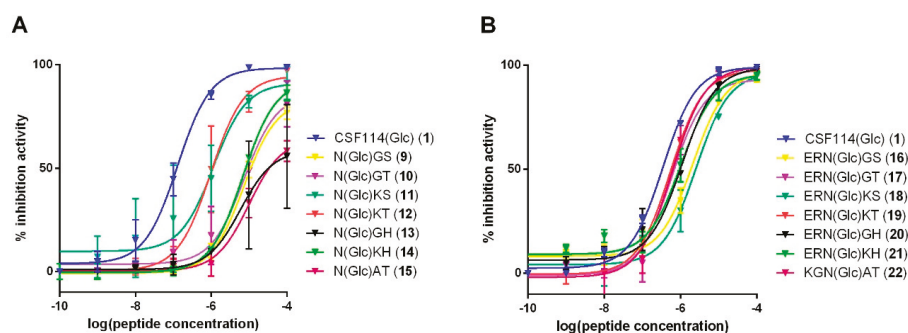 A
% inhibition activity
100
50
0
-10
-8
-6
-4
log(peptide concentration)
CSF114(Glc) (1)
N(Glc)GS (9)
N(Glc)GT (10)
N(Glc)KS (11)
N(Glc)KT (12)
N(Glc)GH (13)
N(Glc)KH (14)
N(Glc)AT (15)
B
% inhibition activity
100
50
0
-10
-8
-6
-4
log(peptide concentration)
CSF114(Glc) (1)
ERN(Glc)GS (16)
ERN(Glc)GT (17)
ERN(Glc)KS (18)
ERN(Glc)KT (19)
ERN(Glc)GH (20)
ERN(Glc)KH (21)
KGN(Glc)AT (22)